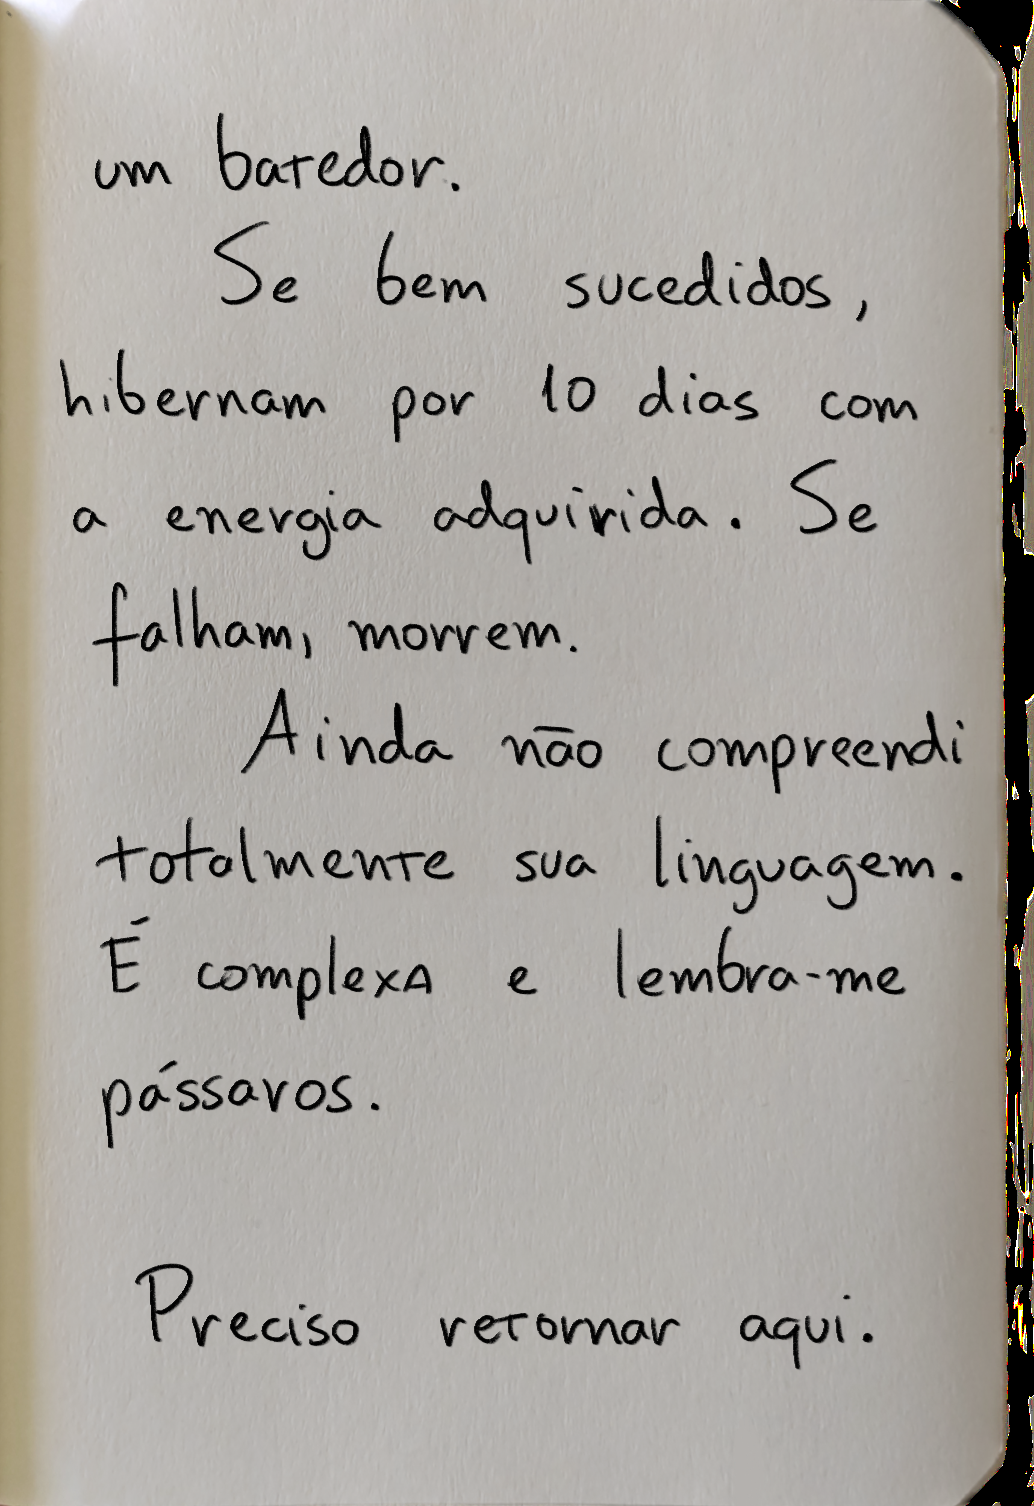 um batedor.
Se bem sucedidos,
hibernam por 10 dias com
a energia adquirida. Se
falham, morrem.
Ainda não compreendi
totalmente sua linguagem.
É complexa e lembra-me
pássaros.
Preciso retornar aqui.